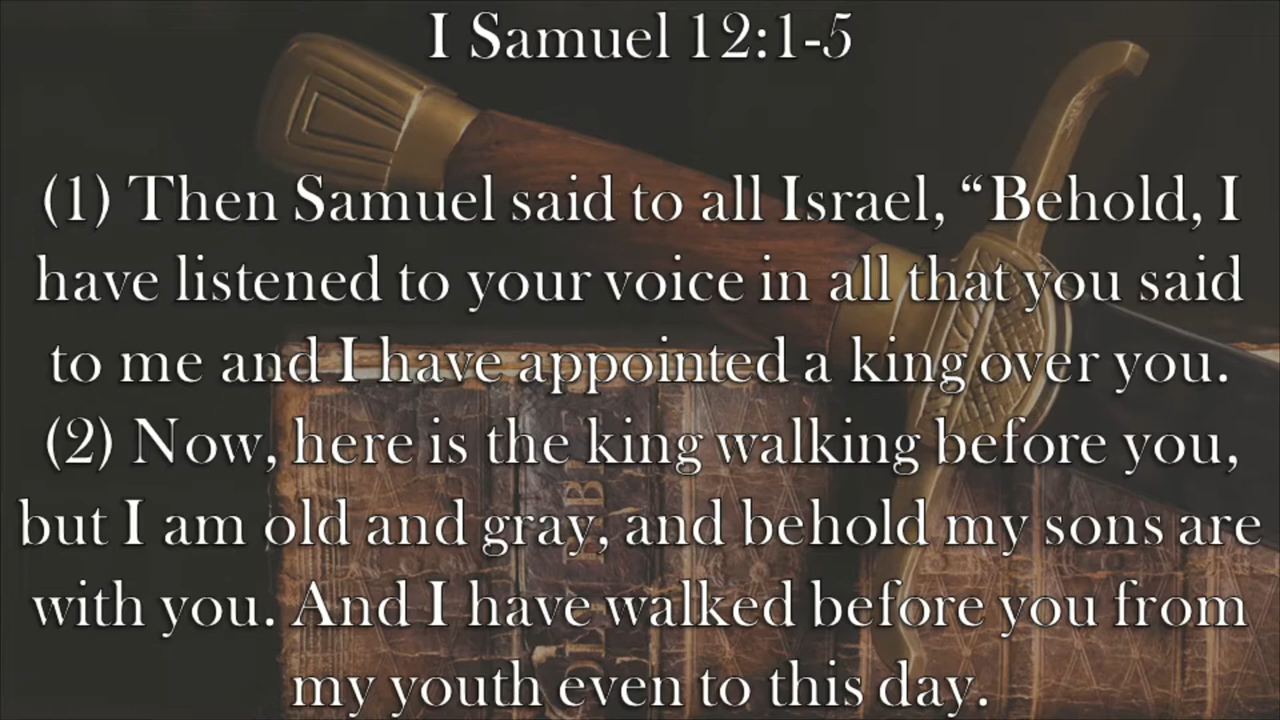 I Samuel 12:1-5
(1) Then Samuel said to all Israel, “Behold, I
have listened to your voice in all that you said
to me and I have appointed a king over you.
(2) Now, here is the king walking before you,
but I am old and gray, and behold my sons are
with you. And I have walked before you from
my youth even to this day.